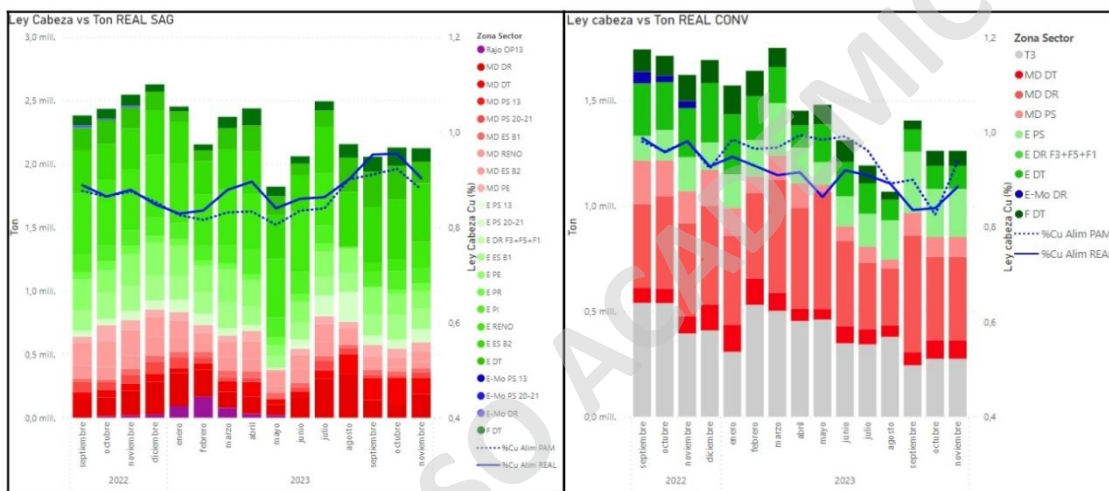 Ley Cabeza vs Ton REAL SAG
3,0 mill.
2,5 mill.
2,0 mill.
1,5 mill.
1,0 mill.
0,5 mill.
0,0 mill.
Ton
septiembre
octubre
noviembre
diciembre
enero
febrero
marzo
abril
mayo
junio
julio
agosto
septiembre
octubre
noviembre
2022
2023
1,2
1,0
0,8
0,6
0,4
Ley Cabeza Cu (%)
Zona Sector
Rajo OP13
MD DR
MD DT
MD PS 13
MD PS 20-21
MD ES B1
MD RENO
MD ES B2
MD PE
E PS 13
E PS 20-21
E DR F3+F5+F1
E ES B1
E PE
E PR
E PI
E RENO
E ES B2
E DT
E-Mo PS 13
E-Mo PS 20-21
E-Mo DR
F DT
%Cu Alim PAM
%Cu Alim REAL
Ley cabeza vs Ton REAL CONV
1,5 mill.
1,0 mill.
0,5 mill.
0,0 mill.
Ton
septiembre
octubre
noviembre
diciembre
enero
febrero
marzo
abril
mayo
junio
julio
agosto
septiembre
octubre
noviembre
2022
2023
1,2
1,0
0,8
0,6
0,4
Ley cabeza Cu (%)
Zona Sector
T3
MD DT
MD DR
MD PS
E PS
E DR F3+F5+F1
E DT
E-Mo DR
F DT
%Cu Alim PAM
%Cu Alim REAL
SO ACADÉMIC